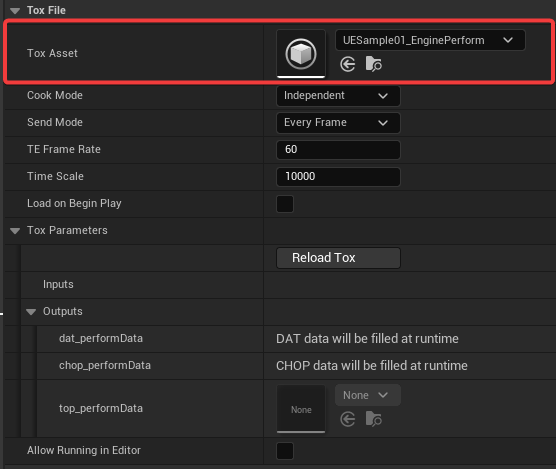 Tox File
Tox Asset
UESample01_EnginePerform
Cook Mode
Independent
Send Mode
Every Frame
TE Frame Rate
60
Time Scale
10000
Load on Begin Play
Tox Parameters
Reload Tox
Inputs
Outputs
dat_performData
DAT data will be filled at runtime
chop_performData
CHOP data will be filled at runtime
top_performData
None
None
Allow Running in Editor